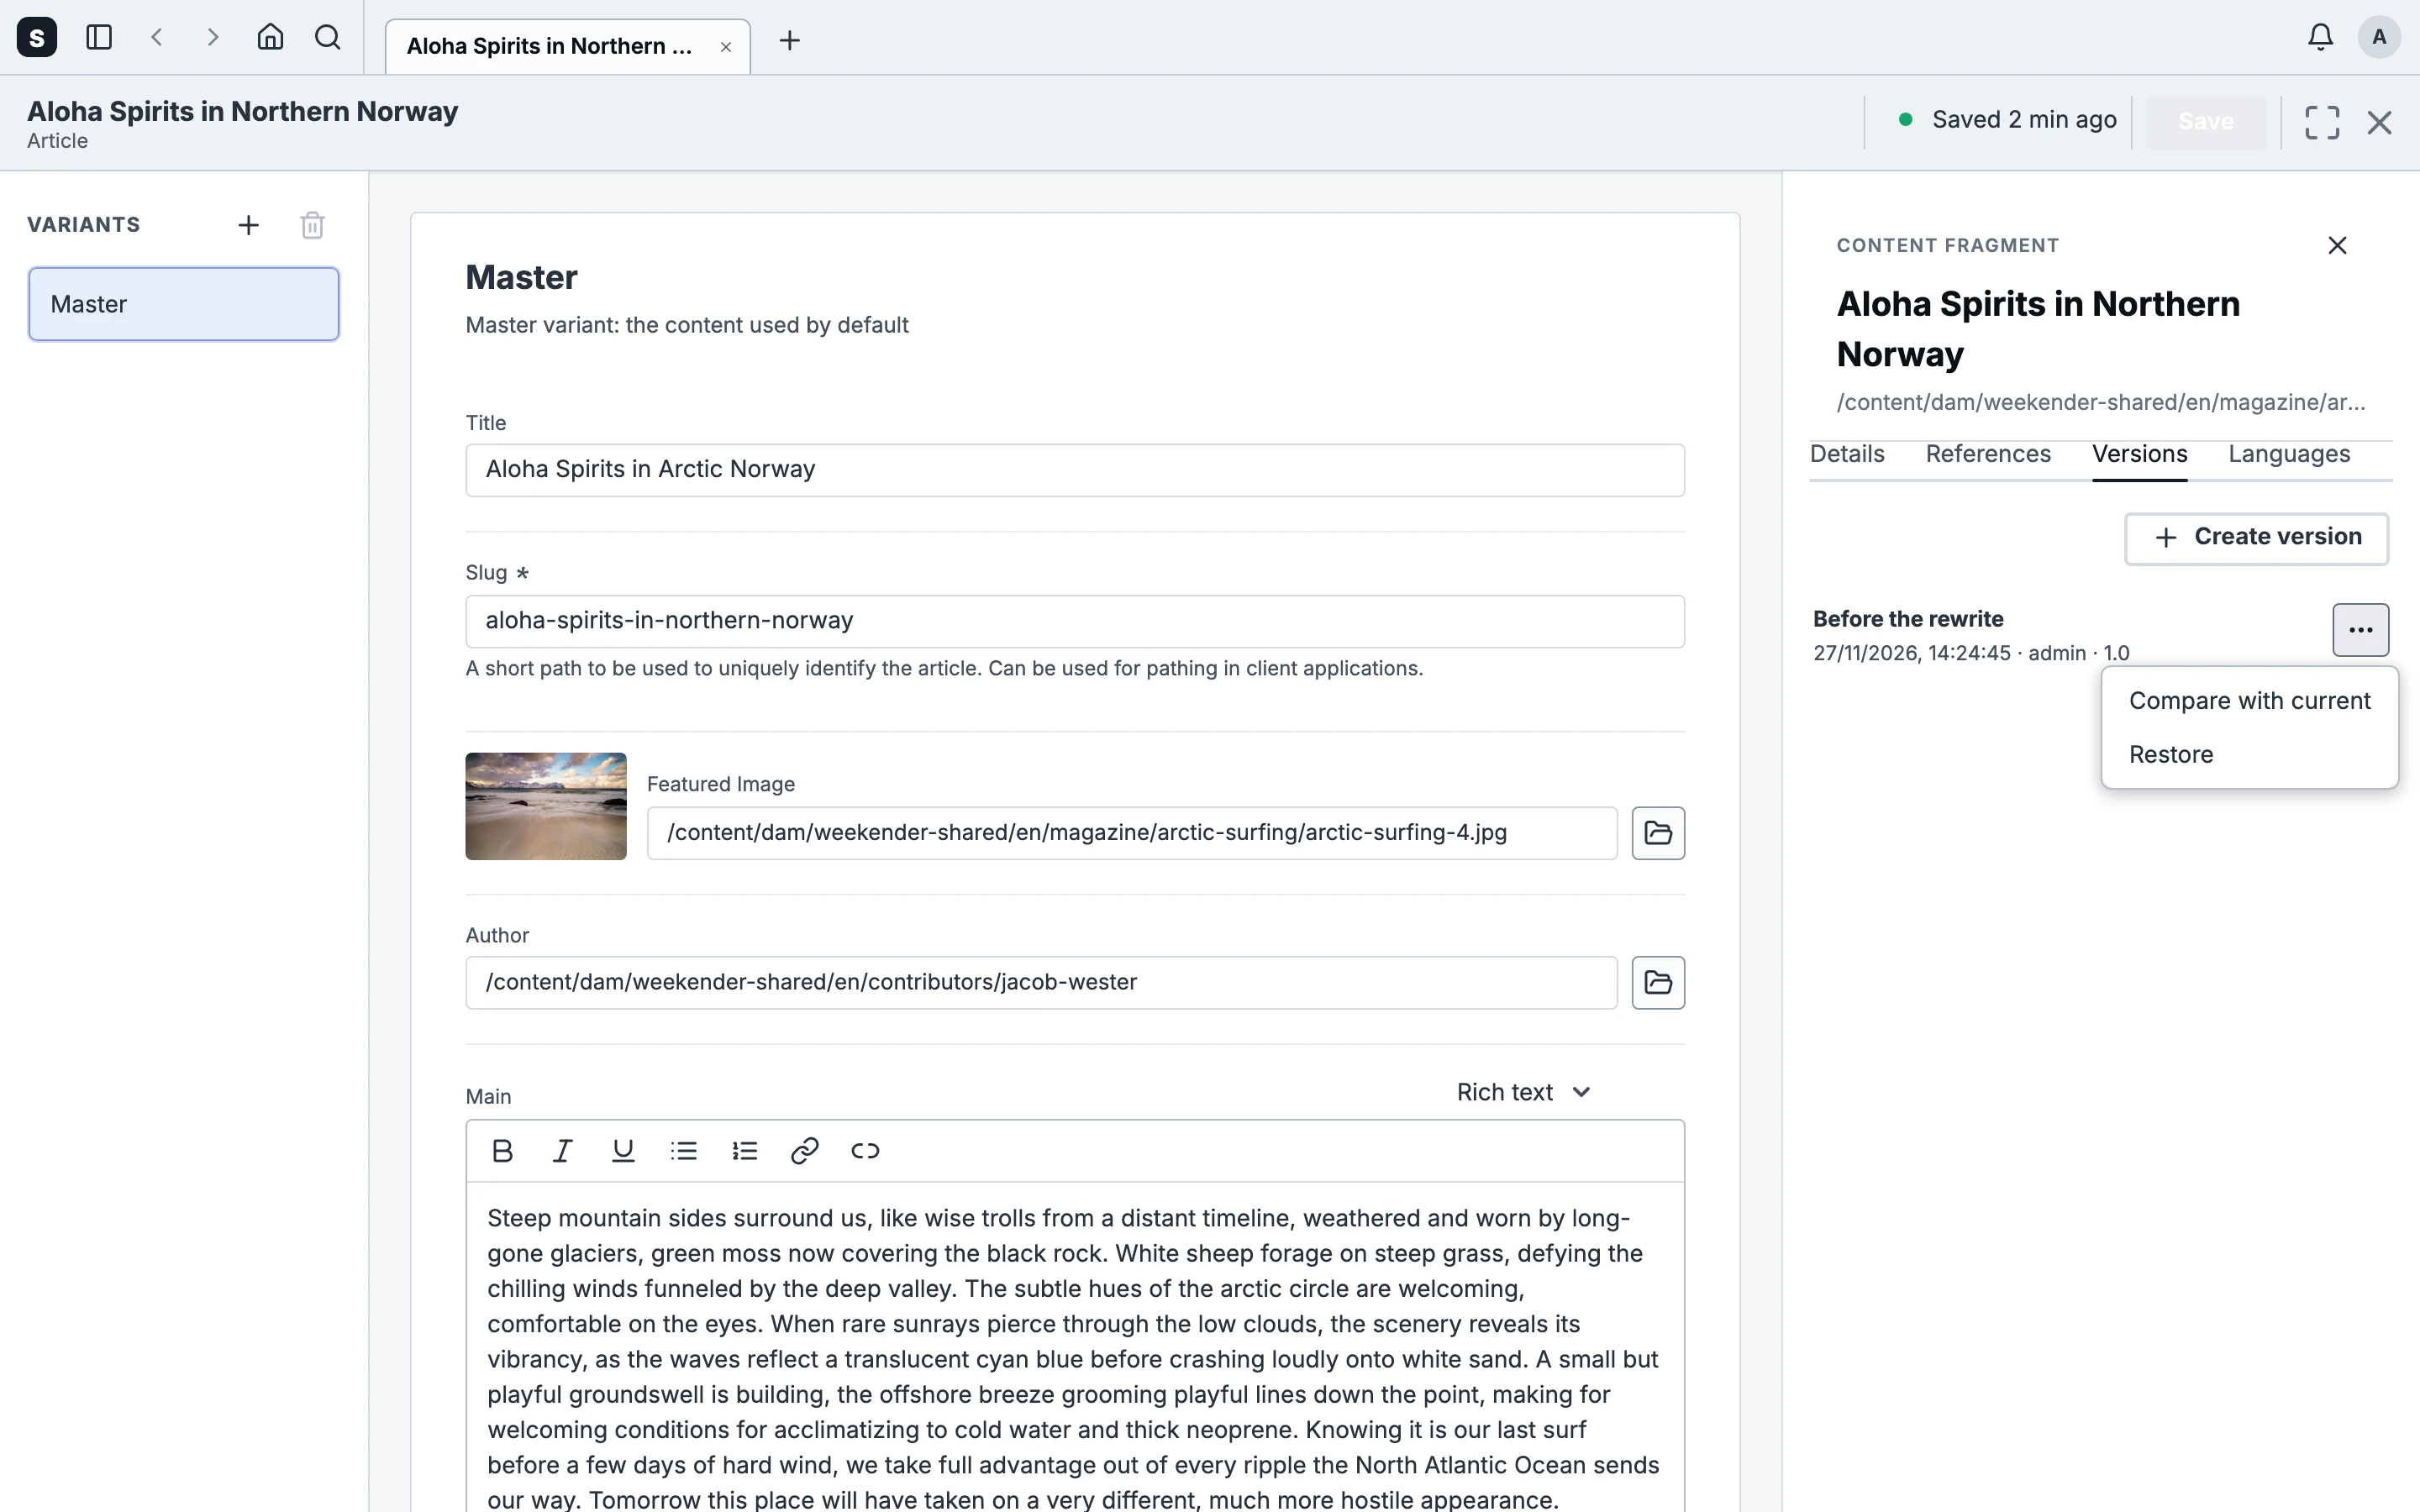 S
Aloha Spirits in Northern ...
A
Aloha Spirits in Northern Norway
Article
Saved 2 min ago
Save
VARIANTS
Master
Master
Master variant: the content used by default
Title
Aloha Spirits in Arctic Norway
Slug *
aloha-spirits-in-northern-norway
A short path to be used to uniquely identify the article. Can be used for pathing in client applications.
Featured Image
/content/dam/weekender-shared/en/magazine/arctic-surfing/arctic-surfing-4.jpg
Author
/content/dam/weekender-shared/en/contributors/jacob-wester
Main
Rich text
Steep mountain sides surround us, like wise trolls from a distant timeline, weathered and worn by long-
gone glaciers, green moss now covering the black rock. White sheep forage on steep grass, defying the
chilling winds funneled by the deep valley. The subtle hues of the arctic circle are welcoming,
comfortable on the eyes. When rare sunrays pierce through the low clouds, the scenery reveals its
vibrancy, as the waves reflect a translucent cyan blue before crashing loudly onto white sand. A small but
playful groundswell is building, the offshore breeze grooming playful lines down the point, making for
welcoming conditions for acclimatizing to cold water and thick neoprene. Knowing it is our last surf
before a few days of hard wind, we take full advantage out of every ripple the North Atlantic Ocean sends
our way. Tomorrow this place will have taken on a very different, much more hostile appearance.
CONTENT FRAGMENT
Aloha Spirits in Northern
Norway
/content/dam/weekender-shared/en/magazine/ar...
Details
References
Versions
Languages
Create version
Before the rewrite
27/11/2026, 14:24:45 · admin · 1.0
Compare with current
Restore